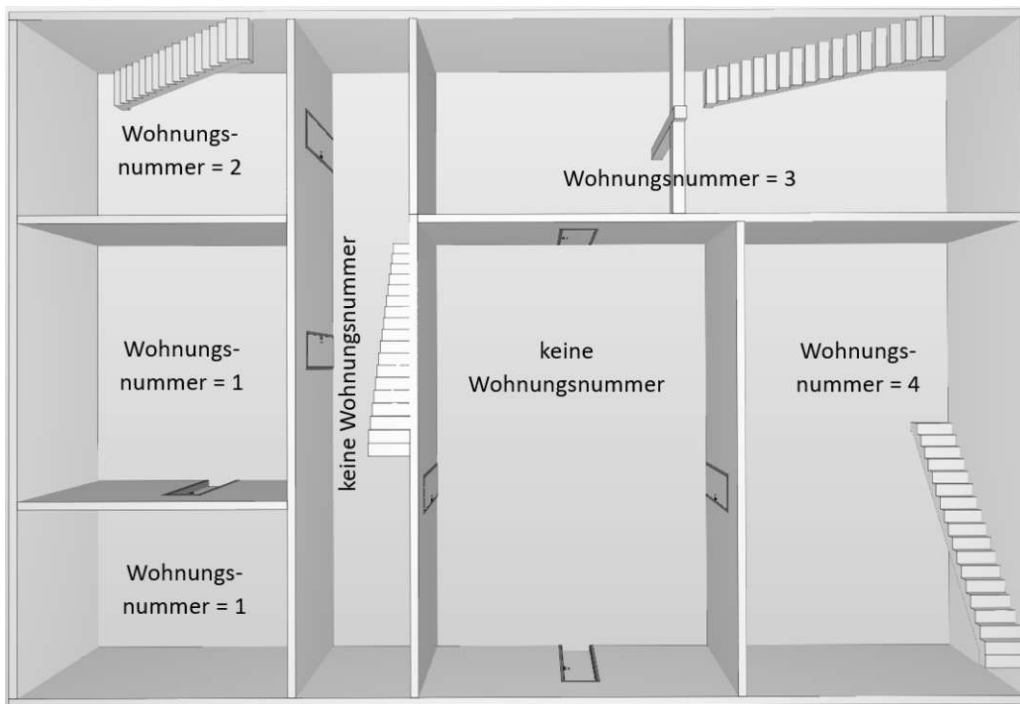 Wohnungs-
nummer = 2
Wohnungsnummer = 3
keine Wohnungsnummer
Wohnungs-
nummer = 1
keine
Wohnungsnummer
Wohnungs-
nummer = 4
Wohnungs-
nummer = 1